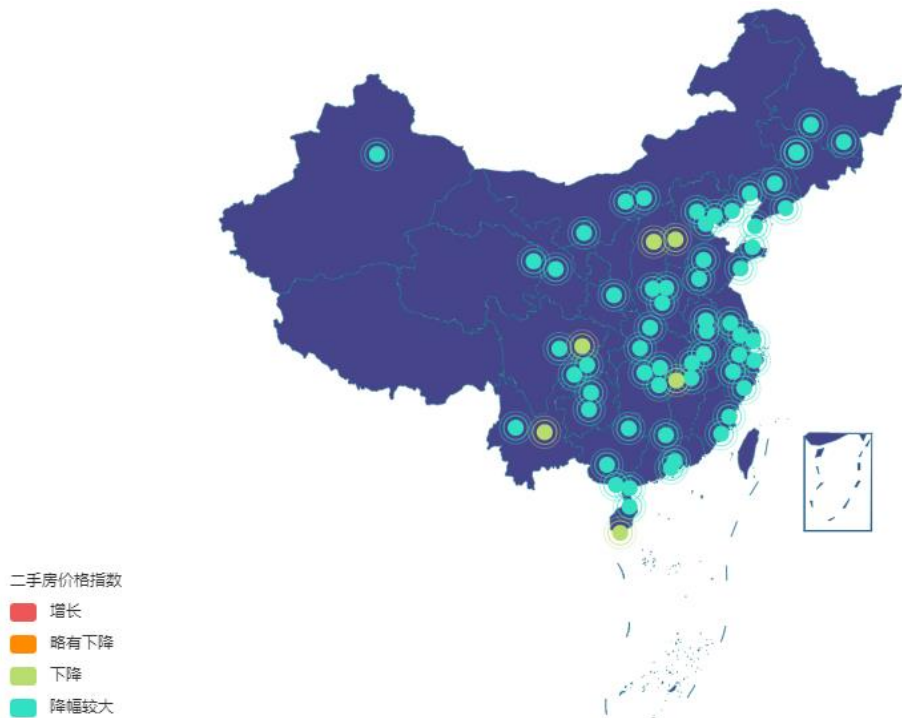 二手房价格指数
增长
略有下降
下降
降幅较大